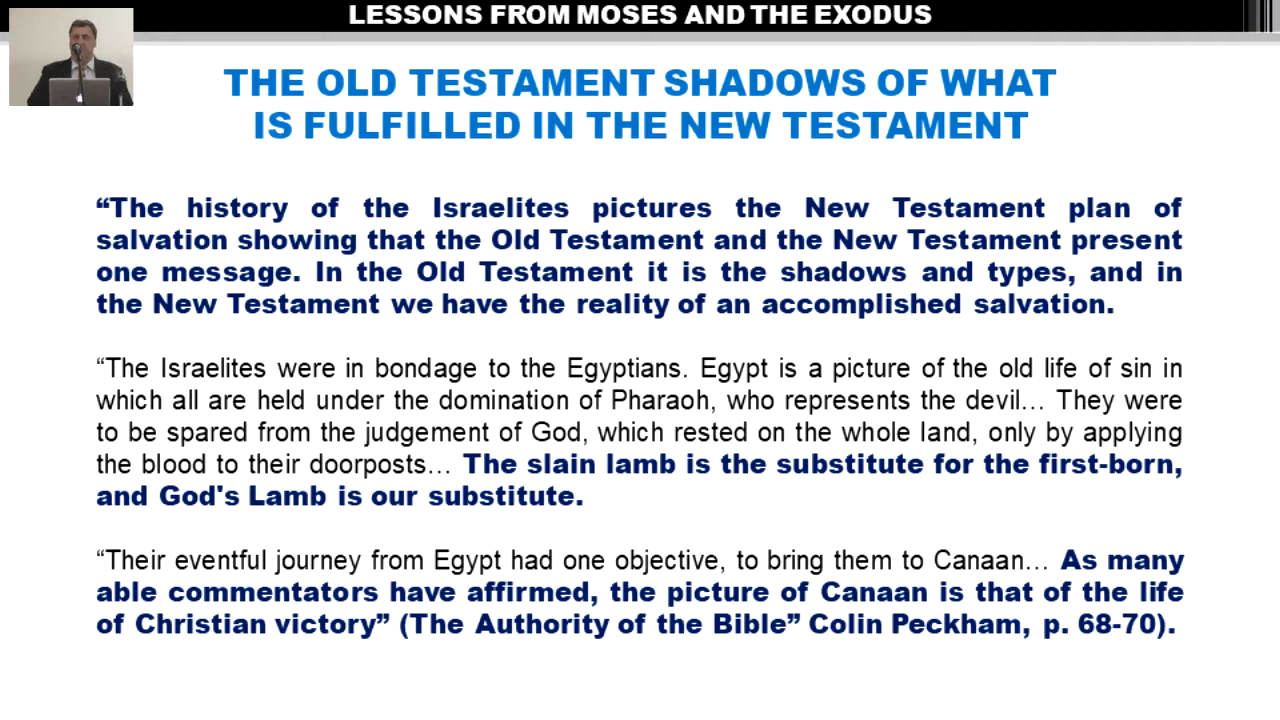 LESSONS FROM MOSES AND THE EXODUS
THE OLD TESTAMENT SHADOWS OF WHAT
IS FULFILLED IN THE NEW TESTAMENT
“The history of the Israelites pictures the New Testament plan of
salvation showing that the Old Testament and the New Testament present
one message. In the Old Testament it is the shadows and types, and in
the New Testament we have the reality of an accomplished salvation.
“The Israelites were in bondage to the Egyptians. Egypt is a picture of the old life of sin in
which all are held under the domination of Pharaoh, who represents the devil… They were
to be spared from the judgement of God, which rested on the whole land, only by applying
the blood to their doorposts… The slain lamb is the substitute for the first-born,
and God's Lamb is our substitute.
“Their eventful journey from Egypt had one objective, to bring them to Canaan… As many
able commentators have affirmed, the picture of Canaan is that of the life
of Christian victory” (The Authority of the Bible” Colin Peckham, p. 68-70).